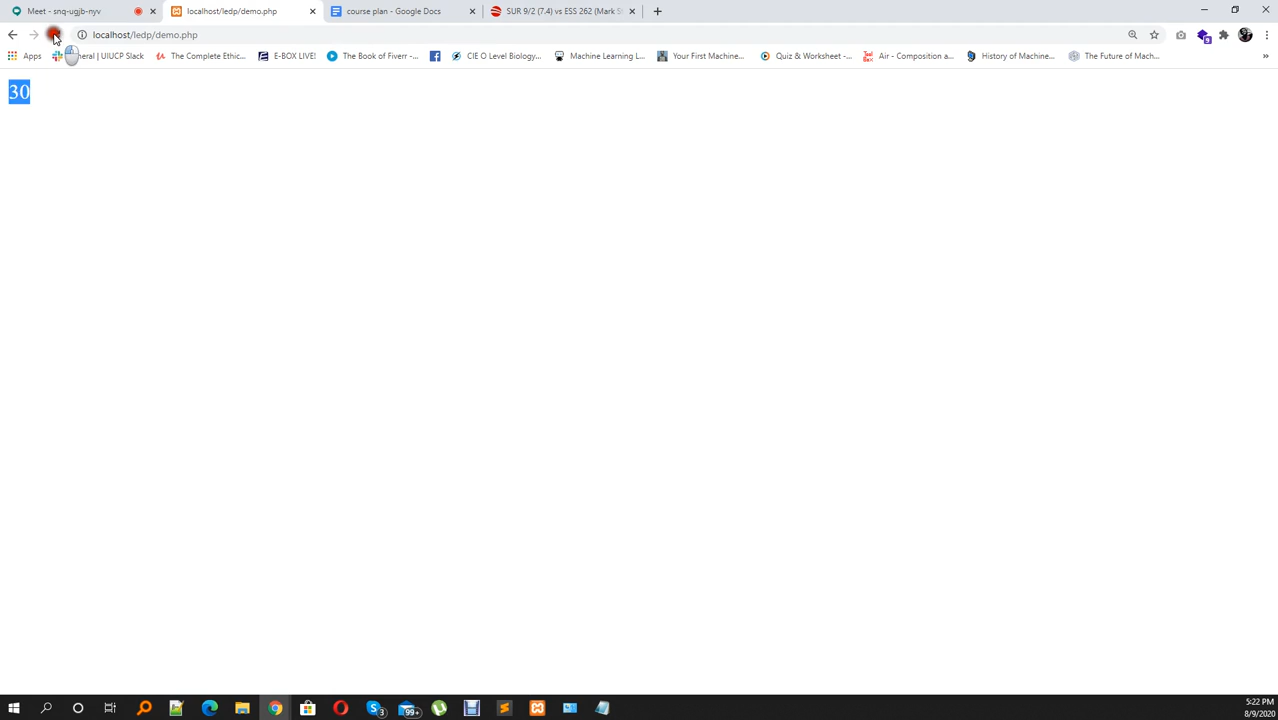 Meet - snq-ugjb-nyv
localhost/ledp/demo.php
course plan - Google Docs
SUR 9/2 (7.4) vs ESS 262 (Mark St
localhost/ledp/demo.php
9
Apps
eral | UIUCP Slack
The Complete Ethic...
E-BOX LIVE!
The Book of Fiverr -...
CIE O Level Biology...
Machine Learning L...
Your First Machine...
Quiz & Worksheet -...
Air - Composition a...
History of Machine...
The Future of Mach...
»
30
3
99+
5:22 PM
8/9/2020